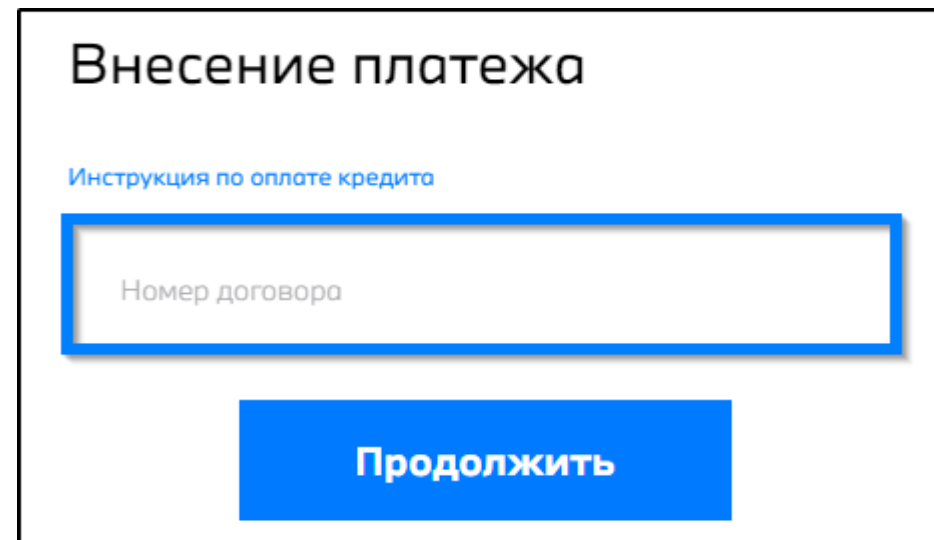 Внесение платежа
Инструкция по оплате кредита
Номер договора
Продолжить